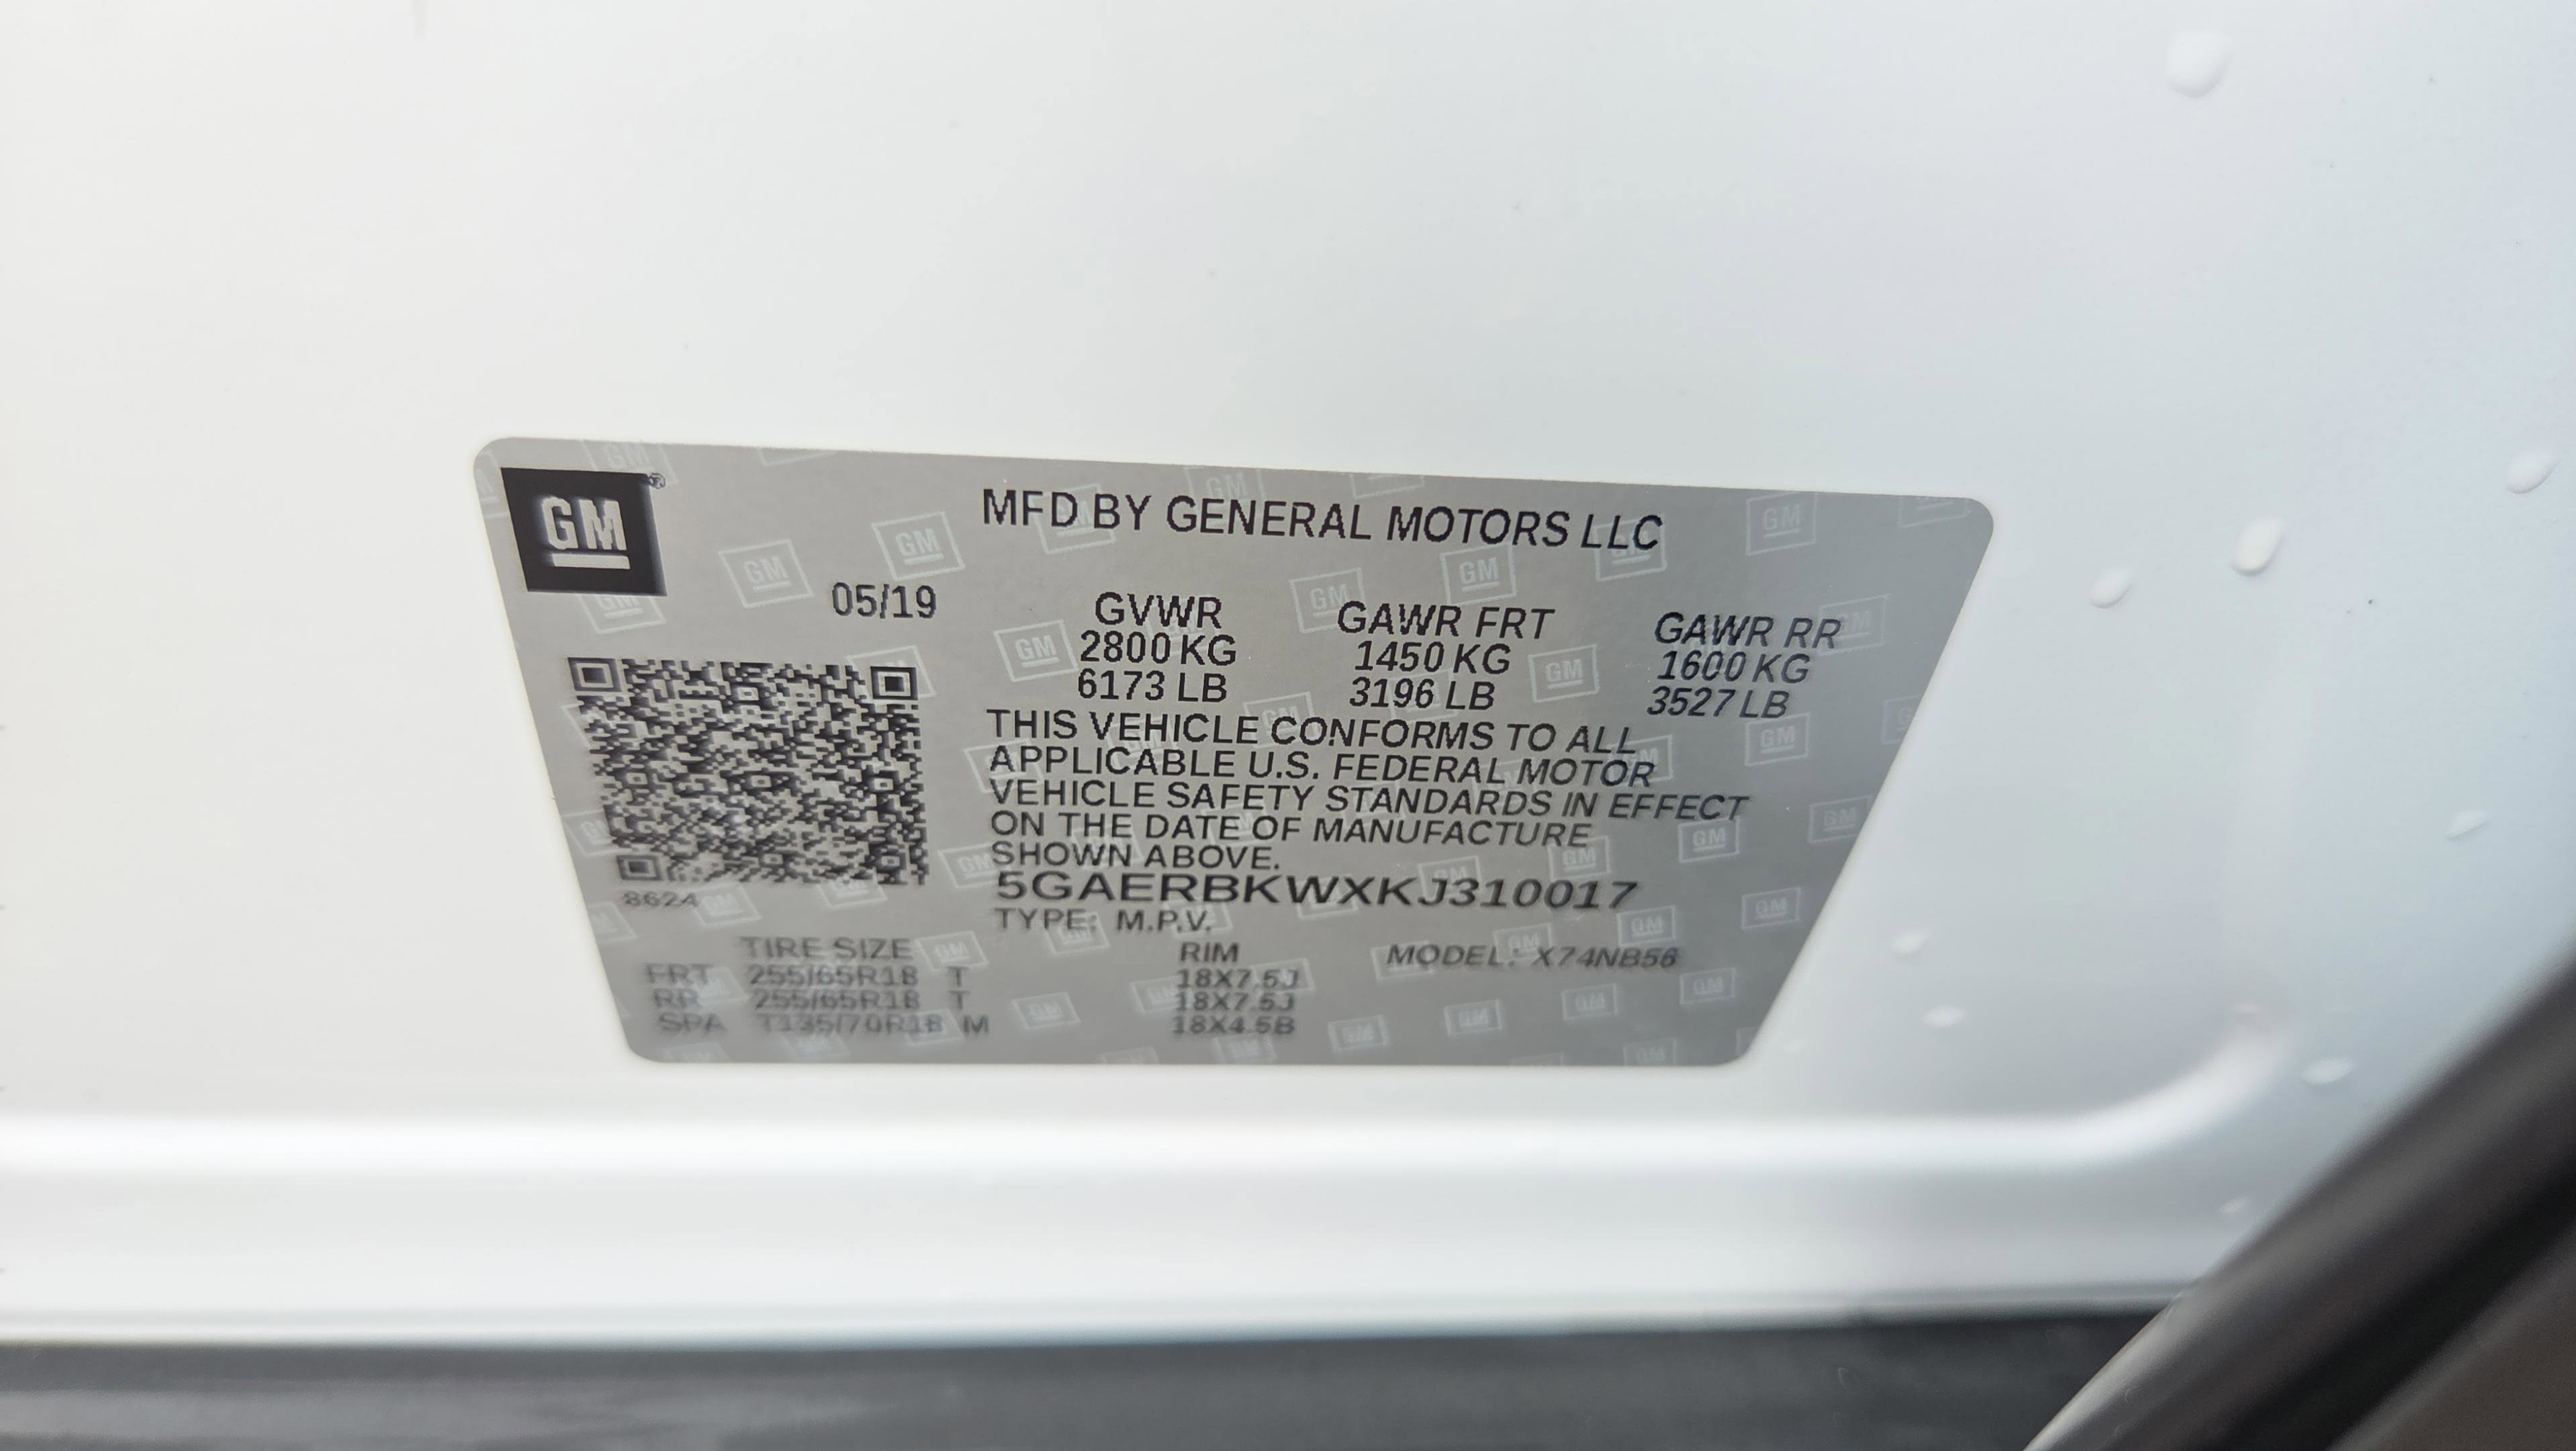 GM®
MFD BY GENERAL MOTORS LLC
05/19
GVWR GAWR FRT GAWR RR
2800 KG 1450 KG 1600 KG
6173 LB 3196 LB 3527 LB
THIS VEHICLE CONFORMS TO ALL
APPLICABLE U.S. FEDERAL MOTOR
VEHICLE SAFETY STANDARDS IN EFFECT
ON THE DATE OF MANUFACTURE
SHOWN ABOVE.
5GAERBKWXKJ310017
8624
TYPE: M.P.V.
TIRE SIZE RIM MODEL: X74NB56
FRT 255/65R18 T 18X7.5J
RR 255/65R18 T 18X7.5J
SPA T135/70R18 M 18X4.5B